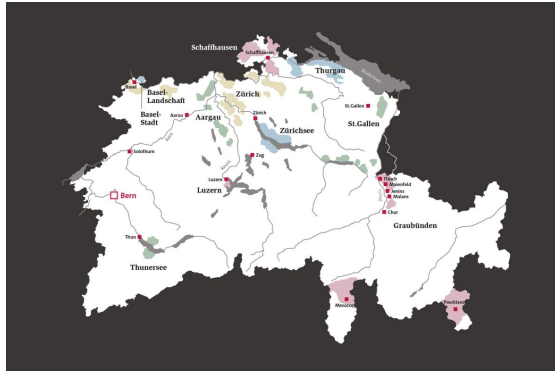 Schaffhausen
Schaffhausen
Thurgau
Bodensee
Basel
Basel-
Landschaft
Zürich
Basel-
Stadt
Aarau
Aargau
Zürich
St.Gallen
Zürichsee
St.Gallen
Solothurn
Zug
Luzern
Luzern
Fläsch
Maienfeld
Jenins
Malans
Bern
Chur
Graubünden
Thun
Thunersee
Mesocco